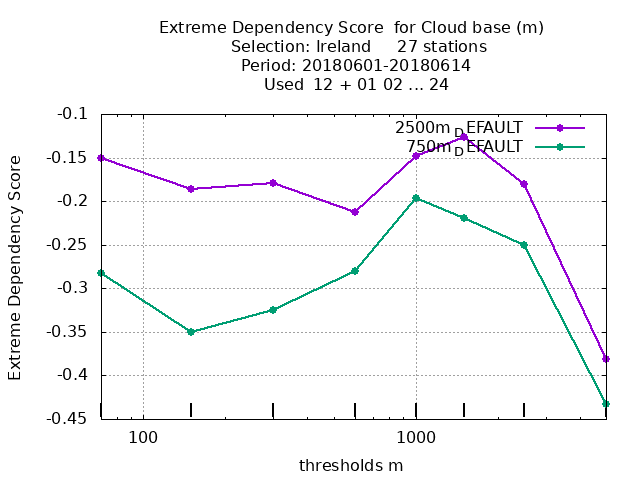 Extreme Dependency Score  for Cloud base (m)
Selection: Ireland     27 stations
Period: 20180601-20180614
Used  12 + 01 02 ... 24
-0.1
-0.15
-0.2
-0.25
-0.3
-0.35
-0.4
-0.45
Extreme Dependency Score
2500m_DEFAULT
750m_DEFAULT
100
1000
thresholds m